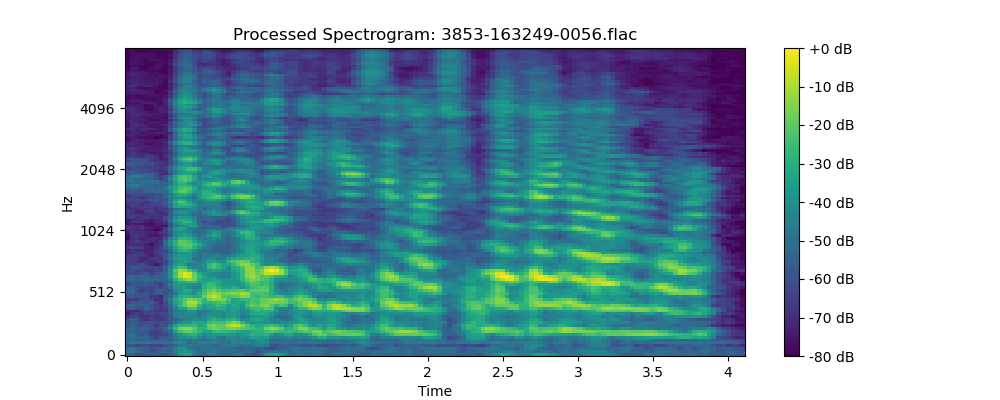 Processed Spectrogram: 3853-163249-0056.flac
Hz
4096
2048
1024
512
0
0
0.5
1
1.5
2
2.5
3
3.5
4
Time
+0 dB
-10 dB
-20 dB
-30 dB
-40 dB
-50 dB
-60 dB
-70 dB
-80 dB